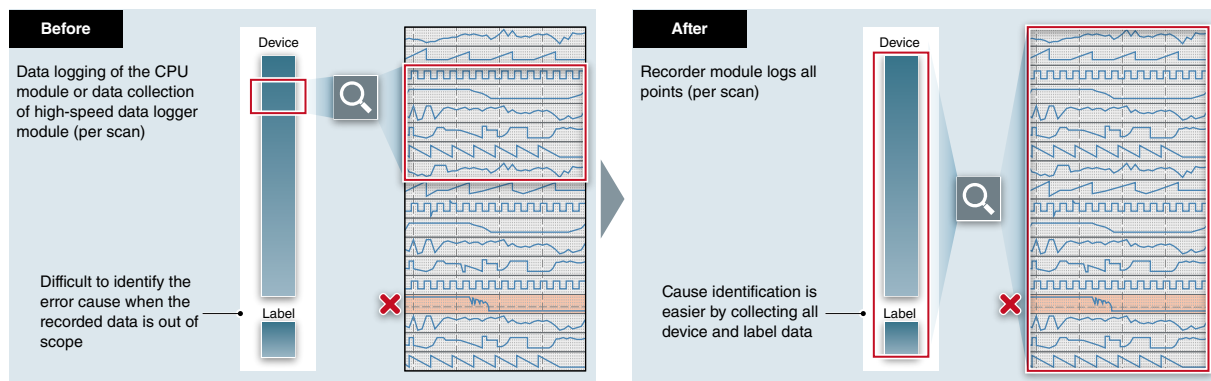 Before
Device
Data logging of the CPU
module or data collection
of high-speed data logger
module (per scan)
Difficult to identify the
error cause when the
recorded data is out of
scope
Label
After
Device
Recorder module logs all
points (per scan)
Cause identification is
easier by collecting all
device and label data
Label